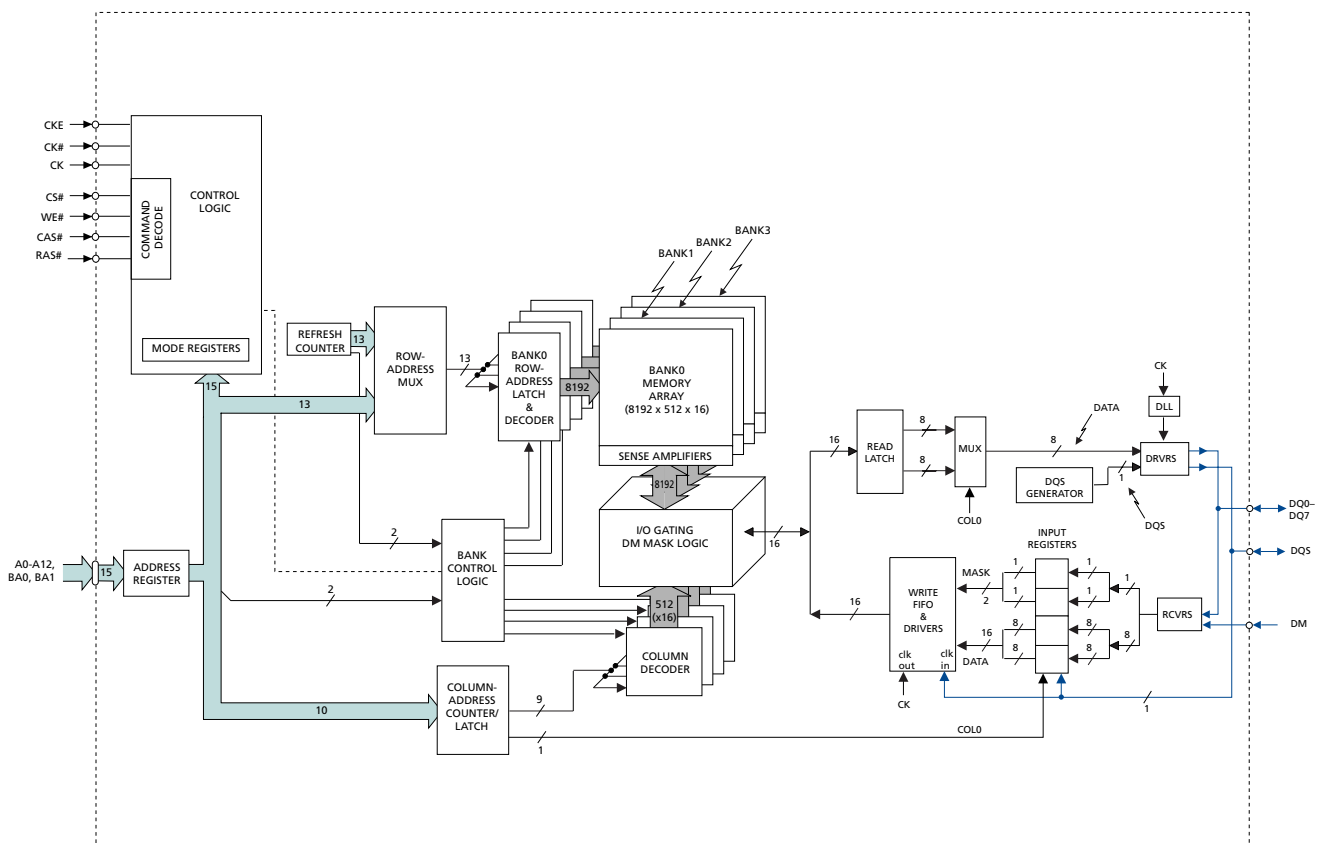 CKE
CK#
CK
CS#
WE#
CAS#
RAS#
COMMAND
DECODE
CONTROL
LOGIC
MODE REGISTERS
15
REFRESH
COUNTER
13
13
ROW-
ADDRESS
MUX
13
BANK0
ROW-
ADDRESS
LATCH
&
DECODER
8192
BANK1
BANK2
BANK3
BANK0
MEMORY
ARRAY
(8192 x 512 x 16)
SENSE AMPLIFIERS
8192
I/O GATING
DM MASK LOGIC
16
A0-A12,
BA0, BA1
15
ADDRESS
REGISTER
2
2
BANK
CONTROL
LOGIC
512
(x16)
COLUMN
DECODER
10
COLUMN-
ADDRESS
COUNTER/
LATCH
9
1
COL0
16
READ
LATCH
8
8
MUX
COL0
8
DATA
CK
DLL
DRVRS
DQS
GENERATOR
1
DQS
DQ0–
DQ7
DQS
DM
INPUT
REGISTERS
16
WRITE
FIFO
&
DRIVERS
clk
out
clk
in
CK
MASK
2
16
DATA
1
1
8
8
1
1
8
8
1
8
RCVRS
1